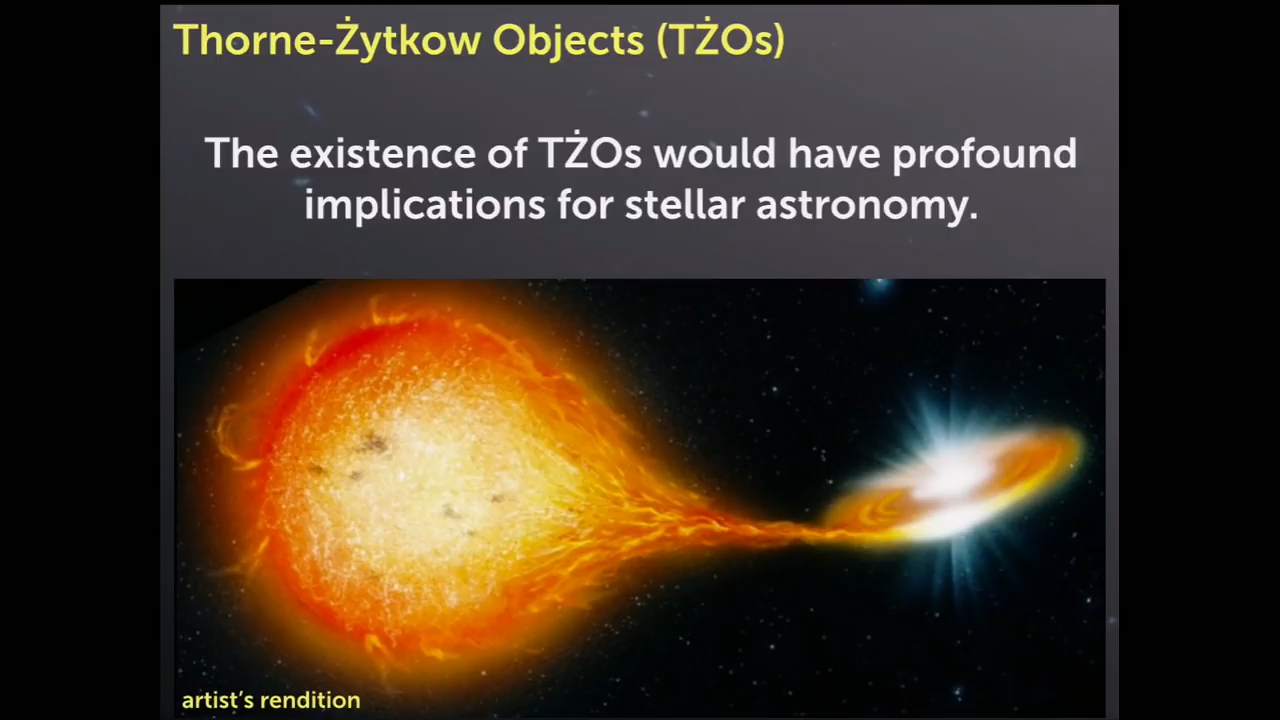 Thorne-Żytkow Objects (TŻOs)
The existence of TŻOs would have profound
implications for stellar astronomy.
artist's rendition